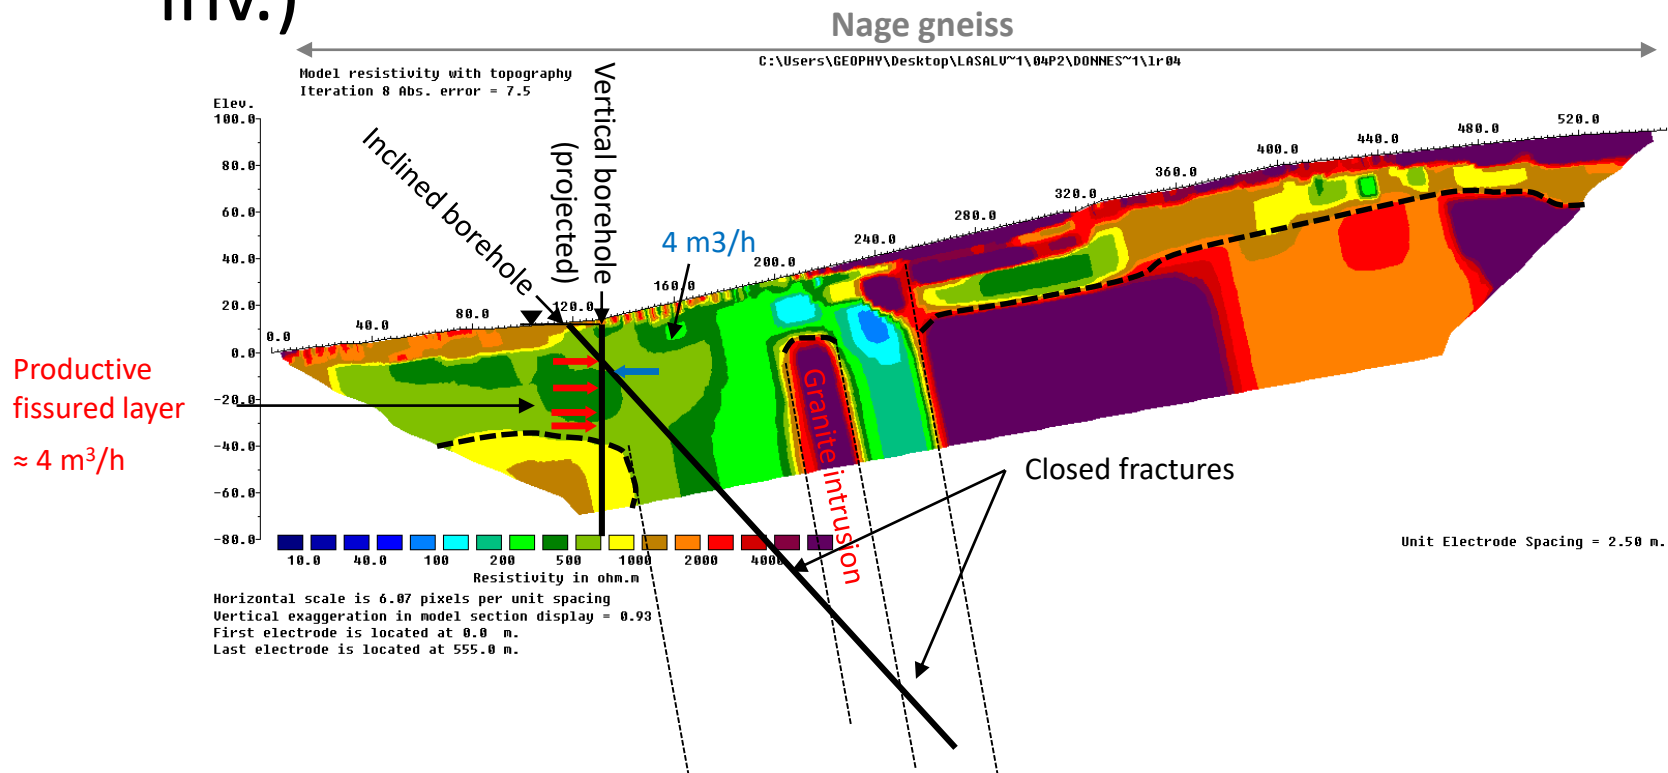 inv.)
Nage gneiss
C:\Users\GEOPHY\Desktop\LASALV~1\04P2\DONNES~1\lr04
Model resistivity with topography
Iteration 8 Abs. error = 7.5
Elev.
100.0
80.0
60.0
40.0
20.0
0.0
-20.0
-40.0
-60.0
-80.0
Inclined borehole
Vertical borehole
(projected)
4 m3/h
0.0
40.0
80.0
120.0
160.0
200.0
240.0
280.0
320.0
360.0
400.0
440.0
480.0
520.0
Productive
fissured layer
≈ 4 m³/h
Granite intrusion
Closed fractures
10.0 40.0 100 200 500 1000 2000 4000
Resistivity in ohm.m
Unit Electrode Spacing = 2.50 m.
Horizontal scale is 6.07 pixels per unit spacing
Vertical exaggeration in model section display = 0.93
First electrode is located at 0.0 m.
Last electrode is located at 555.0 m.